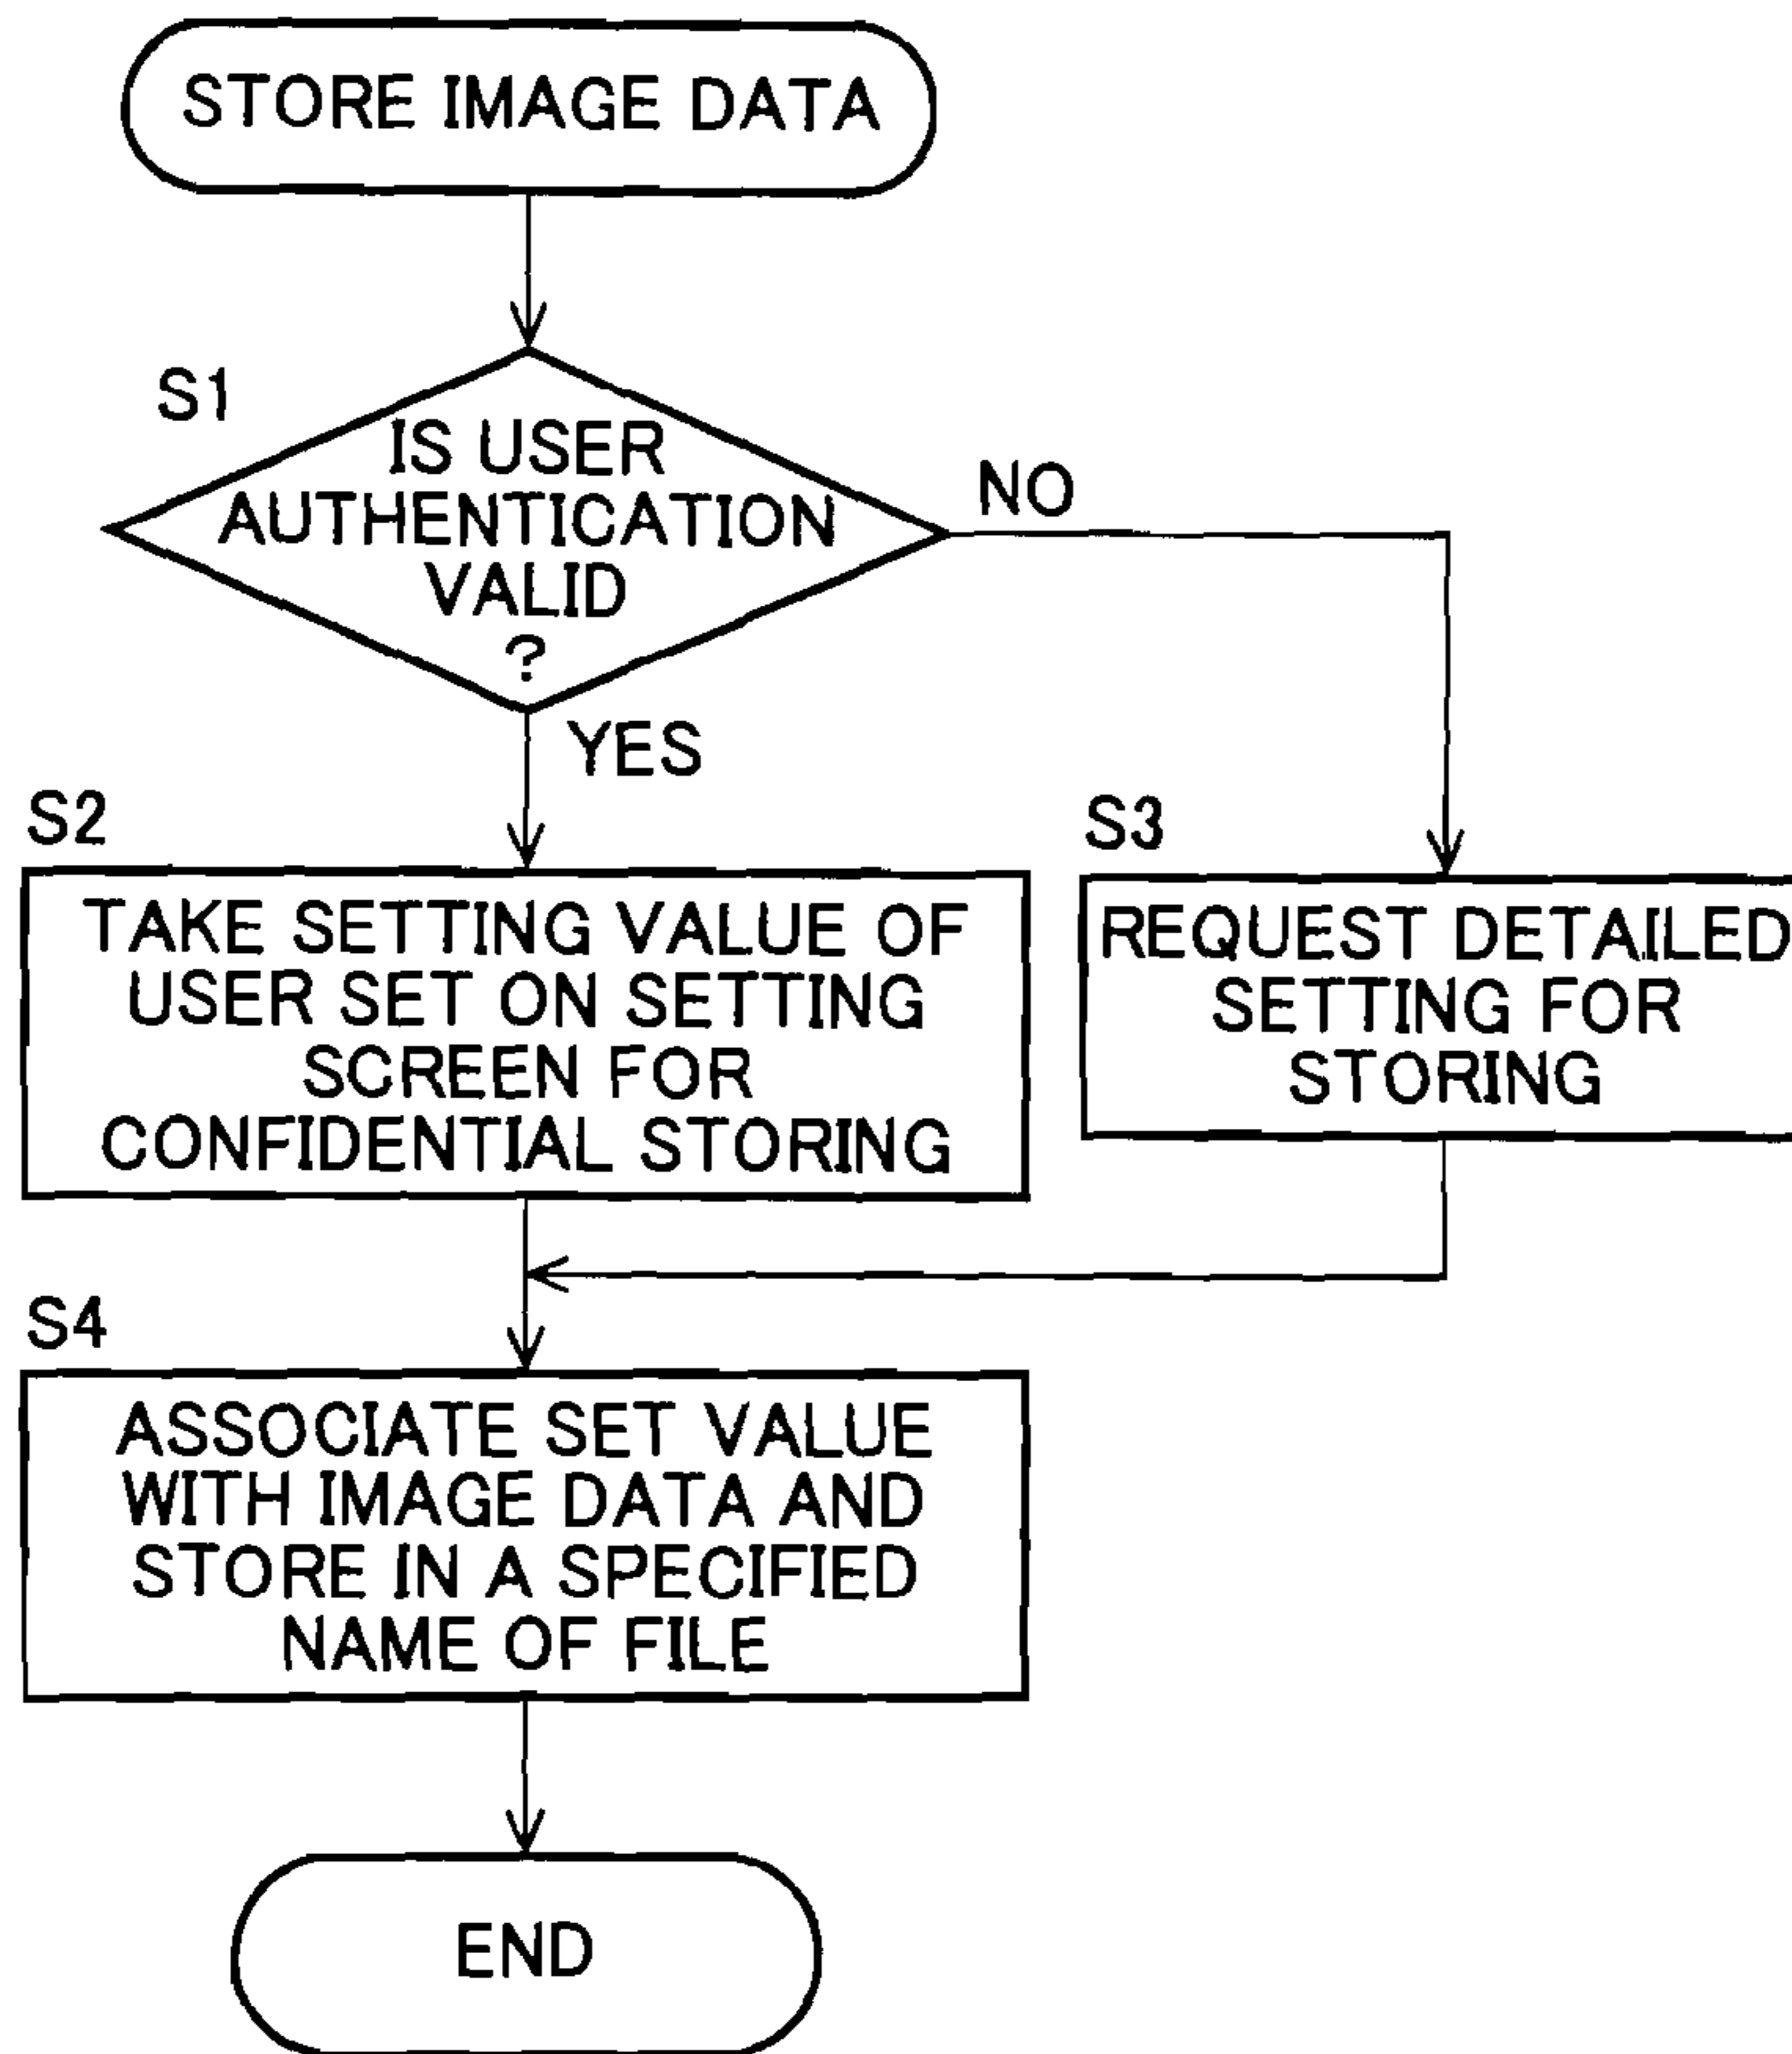 STORE IMAGE DATA
S1
IS USER
AUTHENTICATION
VALID
?
NO
YES
S2
TAKE SETTING VALUE OF
USER SET ON SETTING
SCREEN FOR
CONFIDENTIAL STORING
S3
REQUEST DETAILED
SETTING FOR
STORING
S4
ASSOCIATE SET VALUE
WITH IMAGE DATA AND
STORE IN A SPECIFIED
NAME OF FILE
END